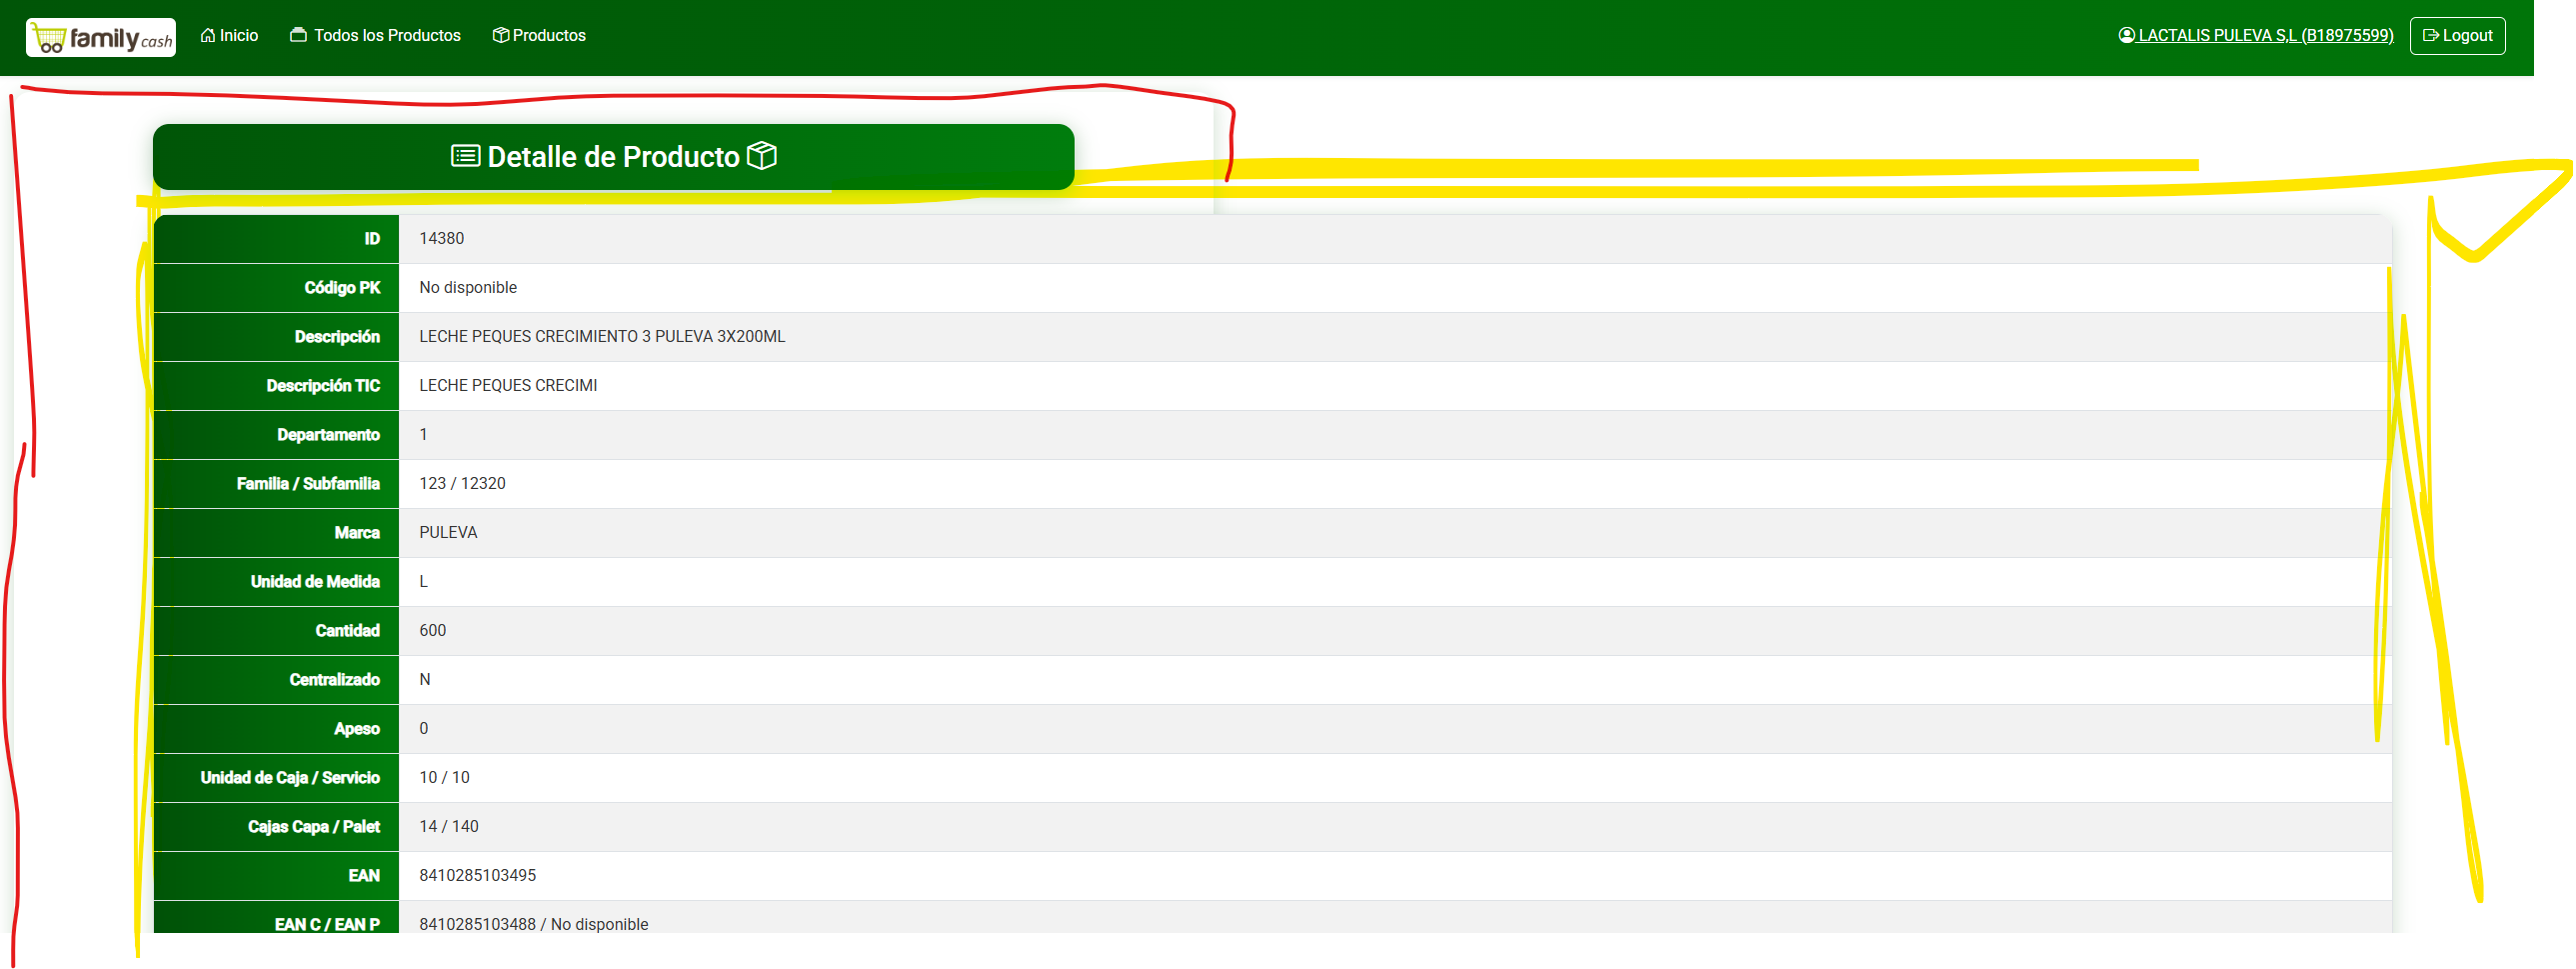 family cash Inicio Todos los Productos Productos LACTALIS PULEVA S,L (B18975599) Logout
Detalle de Producto
ID 14380
Código PK No disponible
Descripción LECHE PEQUES CRECIMIENTO 3 PULEVA 3X200ML
Descripción TIC LECHE PEQUES CRECIMI
Departamento 1
Familia / Subfamilia 123 / 12320
Marca PULEVA
Unidad de Medida L
Cantidad 600
Centralizado N
Apeso 0
Unidad de Caja / Servicio 10 / 10
Cajas Capa / Palet 14 / 140
EAN 8410285103495
EAN C / EAN P 8410285103488 / No disponible